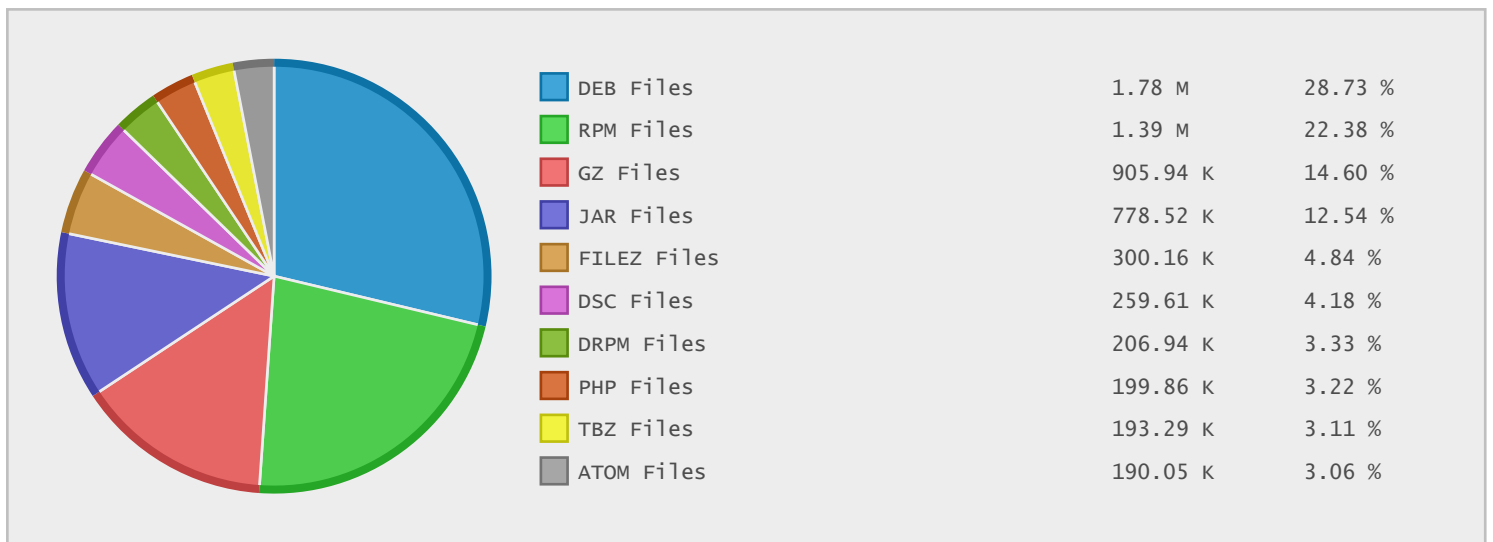 DEB Files 1.78 M 28.73 %
RPM Files 1.39 M 22.38 %
GZ Files 905.94 K 14.60 %
JAR Files 778.52 K 12.54 %
FILEZ Files 300.16 K 4.84 %
DSC Files 259.61 K 4.18 %
DRPM Files 206.94 K 3.33 %
PHP Files 199.86 K 3.22 %
TBZ Files 193.29 K 3.11 %
ATOM Files 190.05 K 3.06 %